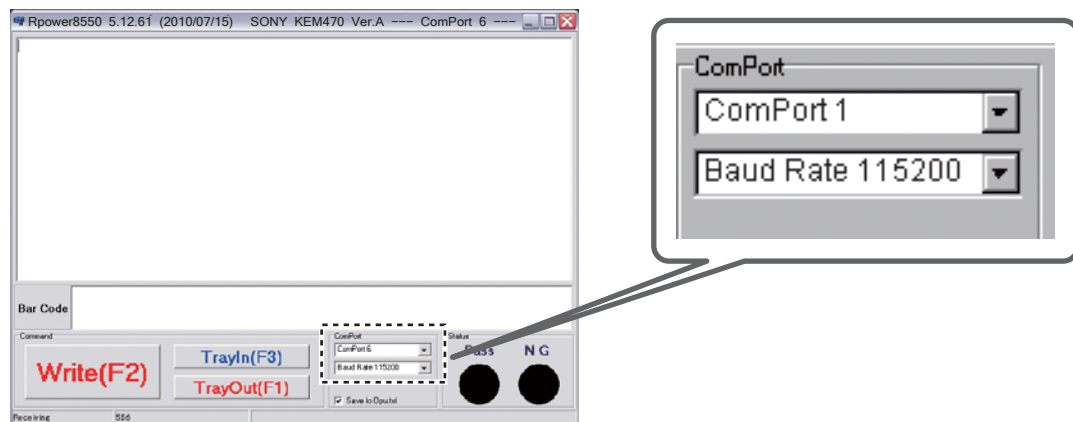 Rpower8550 5.12.61 (2010/07/15) SONY KEM470 Ver.A --- ComPort 6 ---
ComPort
ComPort 1
Baud Rate 115200
Bar Code
Command
Write(F2)
TrayIn(F3)
TrayOut(F1)
ComPort
ComPort 6
Baud Rate 115200
Save to Opu.txt
Status
Pass
N G
Receiving
556